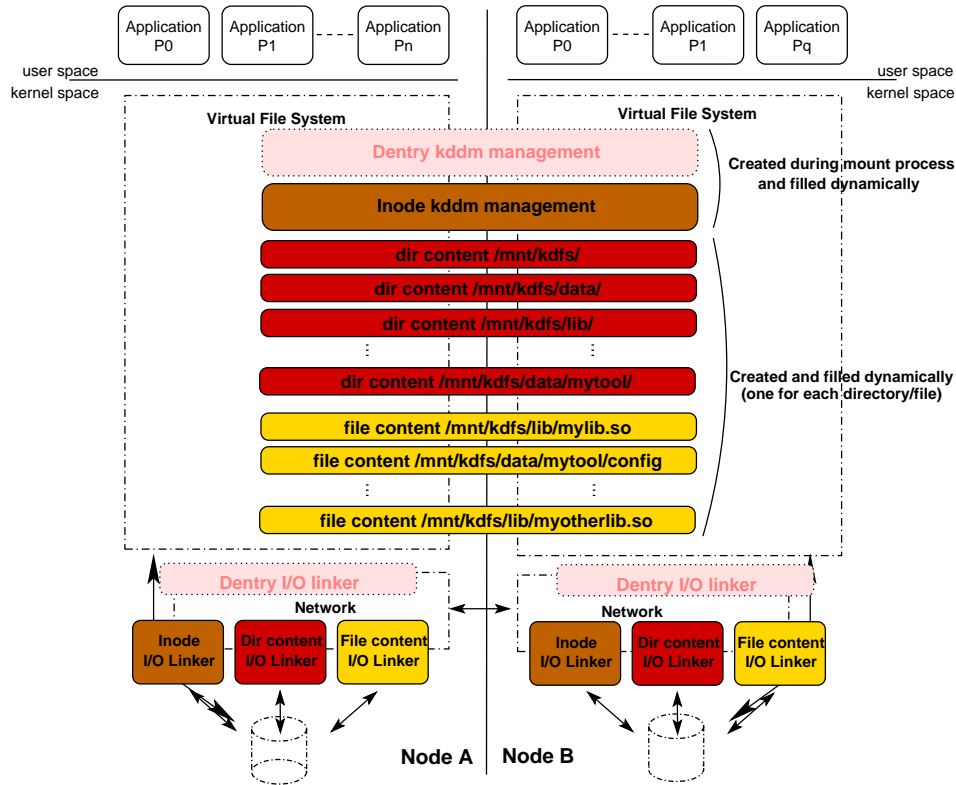 Application
P0
Application
P1
Application
Pn
Application
P0
Application
P1
Application
Pq
user space
kernel space
user space
kernel space
Virtual File System
Virtual File System
Dentry kddm management
Created during mount process
and filled dynamically
Inode kddm management
dir content /mnt/kdfs/
dir content /mnt/kdfs/data/
dir content /mnt/kdfs/lib/
dir content /mnt/kdfs/data/mytool/
Created and filled dynamically
(one for each directory/file)
file content /mnt/kdfs/lib/mylib.so
file content /mnt/kdfs/data/mytool/config
file content /mnt/kdfs/lib/myotherlib.so
Dentry I/O linker
Network
Inode
I/O Linker
Dir content
I/O Linker
File content
I/O Linker
Dentry I/O linker
Network
Inode
I/O Linker
Dir content
I/O Linker
File content
I/O Linker
Node A
Node B